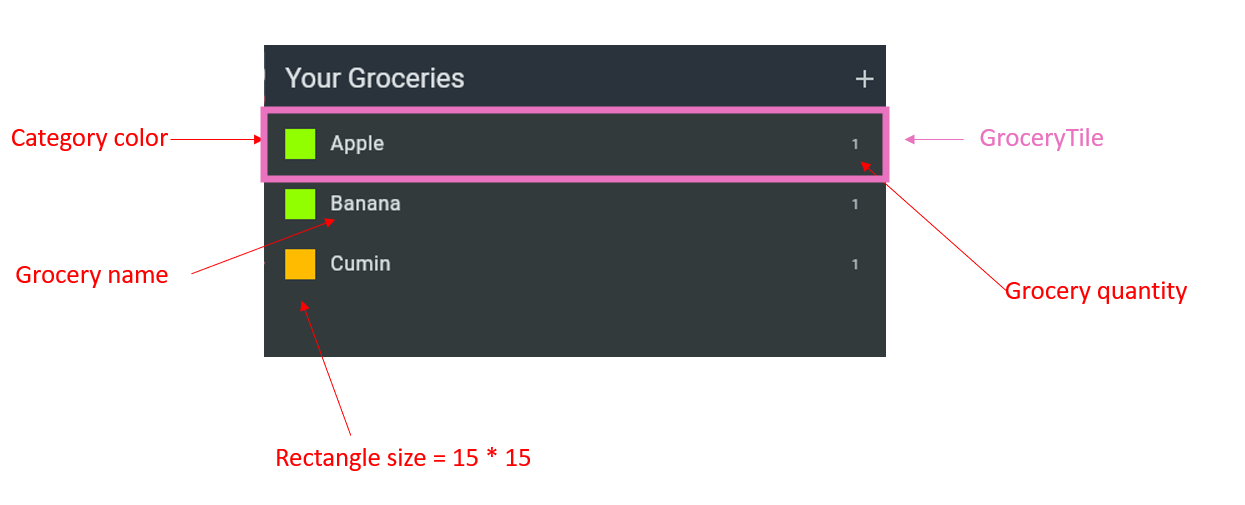 Your Groceries +
Category color
Apple 1
GroceryTile
Banana 1
Grocery name
Cumin 1
Grocery quantity
Rectangle size = 15 * 15